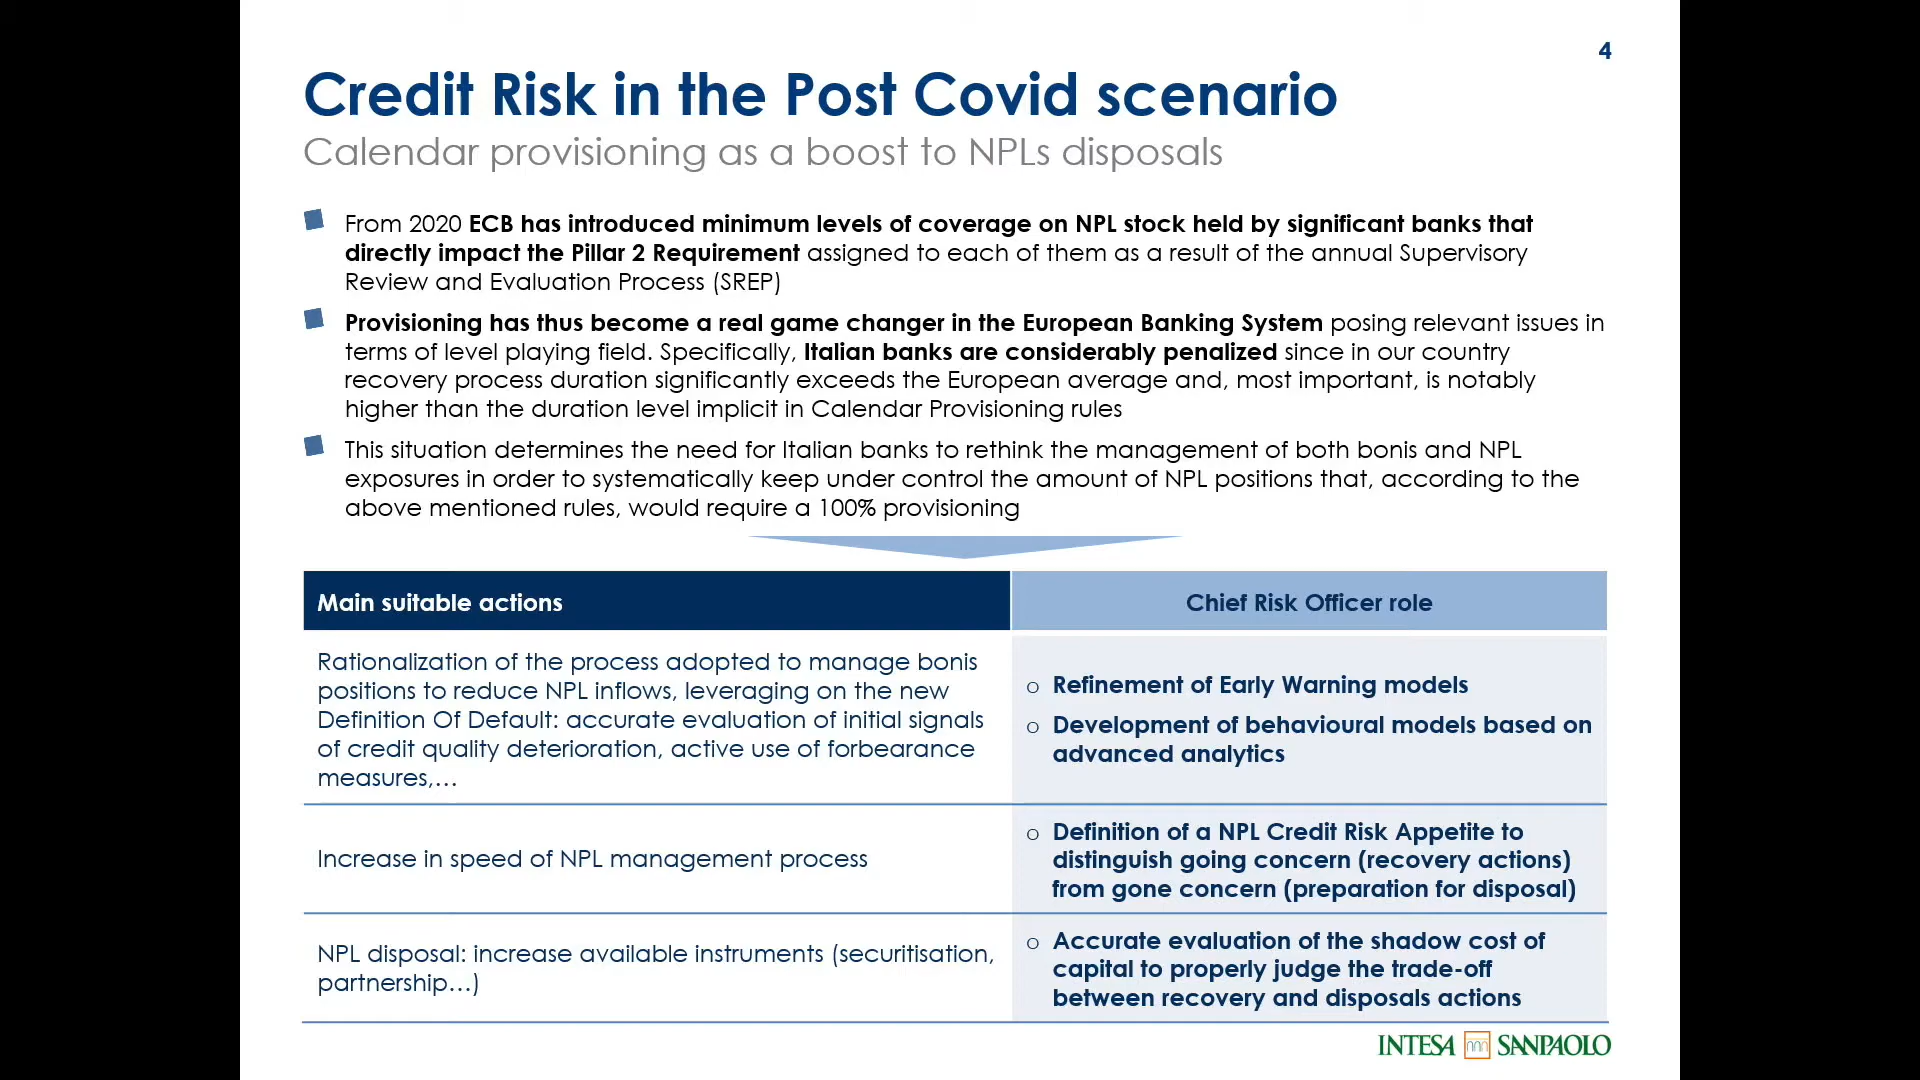 4
Credit Risk in the Post Covid scenario
Calendar provisioning as a boost to NPLs disposals
From 2020 ECB has introduced minimum levels of coverage on NPL stock held by significant banks that
directly impact the Pillar 2 Requirement assigned to each of them as a result of the annual Supervisory
Review and Evaluation Process (SREP)
Provisioning has thus become a real game changer in the European Banking System posing relevant issues in
terms of level playing field. Specifically, Italian banks are considerably penalized since in our country
recovery process duration significantly exceeds the European average and, most important, is notably
higher than the duration level implicit in Calendar Provisioning rules
This situation determines the need for Italian banks to rethink the management of both bonis and NPL
exposures in order to systematically keep under control the amount of NPL positions that, according to the
above mentioned rules, would require a 100% provisioning
Main suitable actions
Chief Risk Officer role
Rationalization of the process adopted to manage bonis
positions to reduce NPL inflows, leveraging on the new
Definition Of Default: accurate evaluation of initial signals
of credit quality deterioration, active use of forbearance
measures,…
o Refinement of Early Warning models
o Development of behavioural models based on
advanced analytics
Increase in speed of NPL management process
o Definition of a NPL Credit Risk Appetite to
distinguish going concern (recovery actions)
from gone concern (preparation for disposal)
NPL disposal: increase available instruments (securitisation,
partnership…)
o Accurate evaluation of the shadow cost of
capital to properly judge the trade-off
between recovery and disposals actions
INTESA SANPAOLO